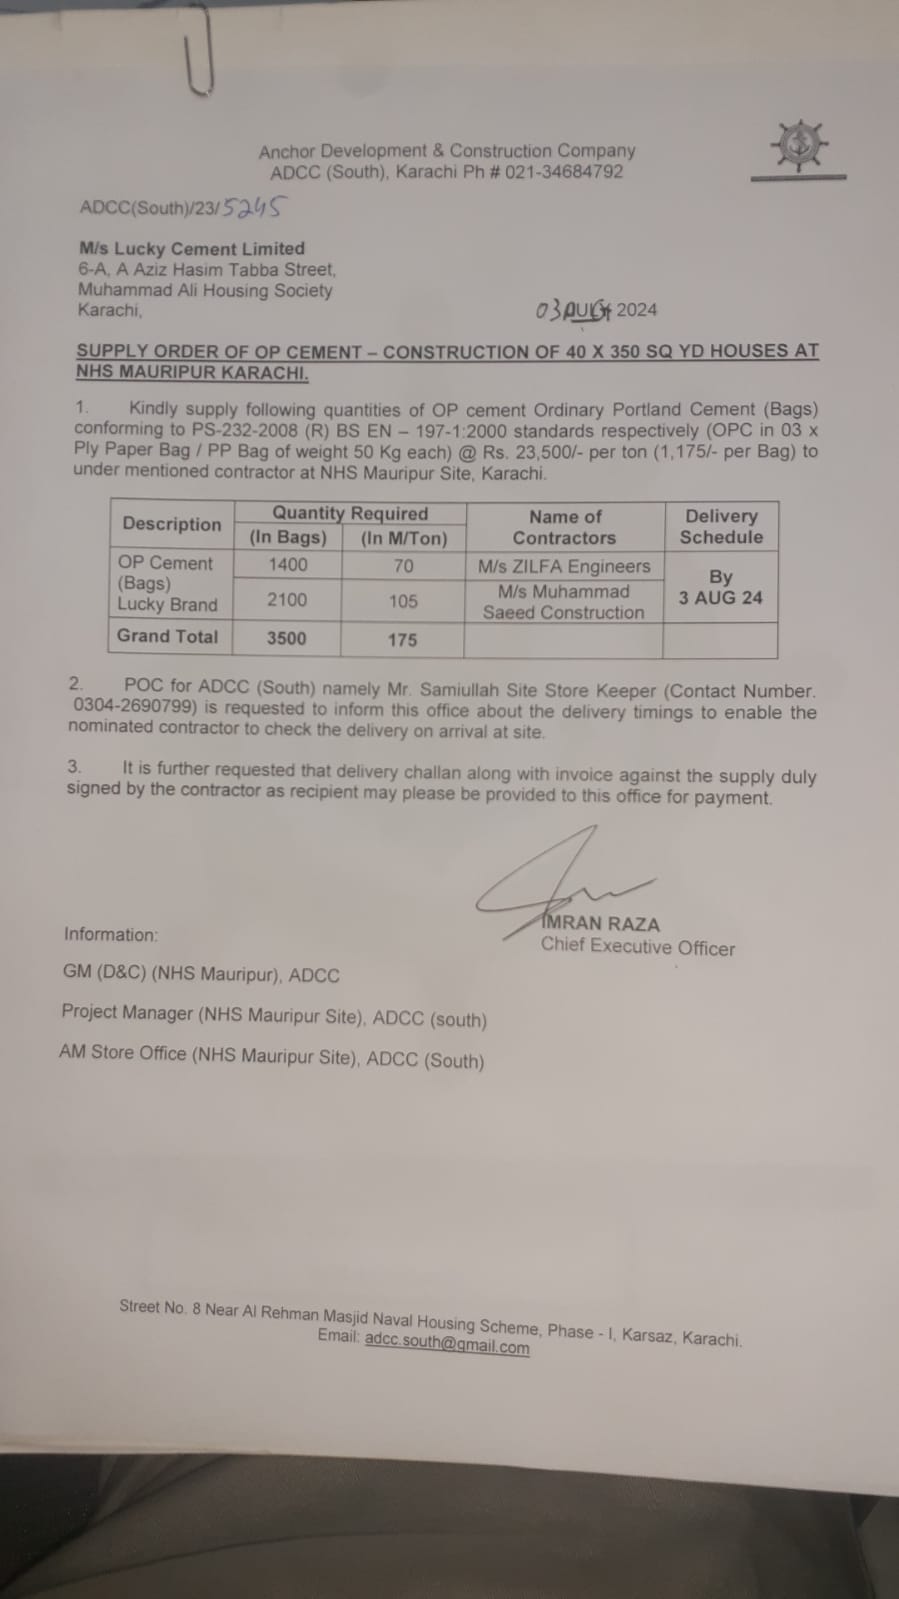 Anchor Development & Construction Company
ADCC (South), Karachi Ph # 021-34684792
ADCC(South)/23/5245
M/s Lucky Cement Limited
6-A, A Aziz Hasim Tabba Street,
Muhammad Ali Housing Society
Karachi,
03 AUG 2024
SUPPLY ORDER OF OP CEMENT – CONSTRUCTION OF 40 X 350 SQ YD HOUSES AT
NHS MAURIPUR KARACHI.
1. Kindly supply following quantities of OP cement Ordinary Portland Cement (Bags)
conforming to PS-232-2008 (R) BS EN – 197-1:2000 standards respectively (OPC in 03 x
Ply Paper Bag / PP Bag of weight 50 Kg each) @ Rs. 23,500/- per ton (1,175/- per Bag) to
under mentioned contractor at NHS Mauripur Site, Karachi.
Description Quantity Required Name of Contractors Delivery Schedule
(In Bags) (In M/Ton)
OP Cement (Bags) Lucky Brand 1400 70 M/s ZILFA Engineers By 3 AUG 24
2100 105 M/s Muhammad Saeed Construction
Grand Total 3500 175
2. POC for ADCC (South) namely Mr. Samiullah Site Store Keeper (Contact Number.
0304-2690799) is requested to inform this office about the delivery timings to enable the
nominated contractor to check the delivery on arrival at site.
3. It is further requested that delivery challan along with invoice against the supply duly
signed by the contractor as recipient may please be provided to this office for payment.
IMRAN RAZA
Chief Executive Officer
Information:
GM (D&C) (NHS Mauripur), ADCC
Project Manager (NHS Mauripur Site), ADCC (south)
AM Store Office (NHS Mauripur Site), ADCC (South)
Street No. 8 Near Al Rehman Masjid Naval Housing Scheme, Phase - I, Karsaz, Karachi.
Email: adcc.south@gmail.com